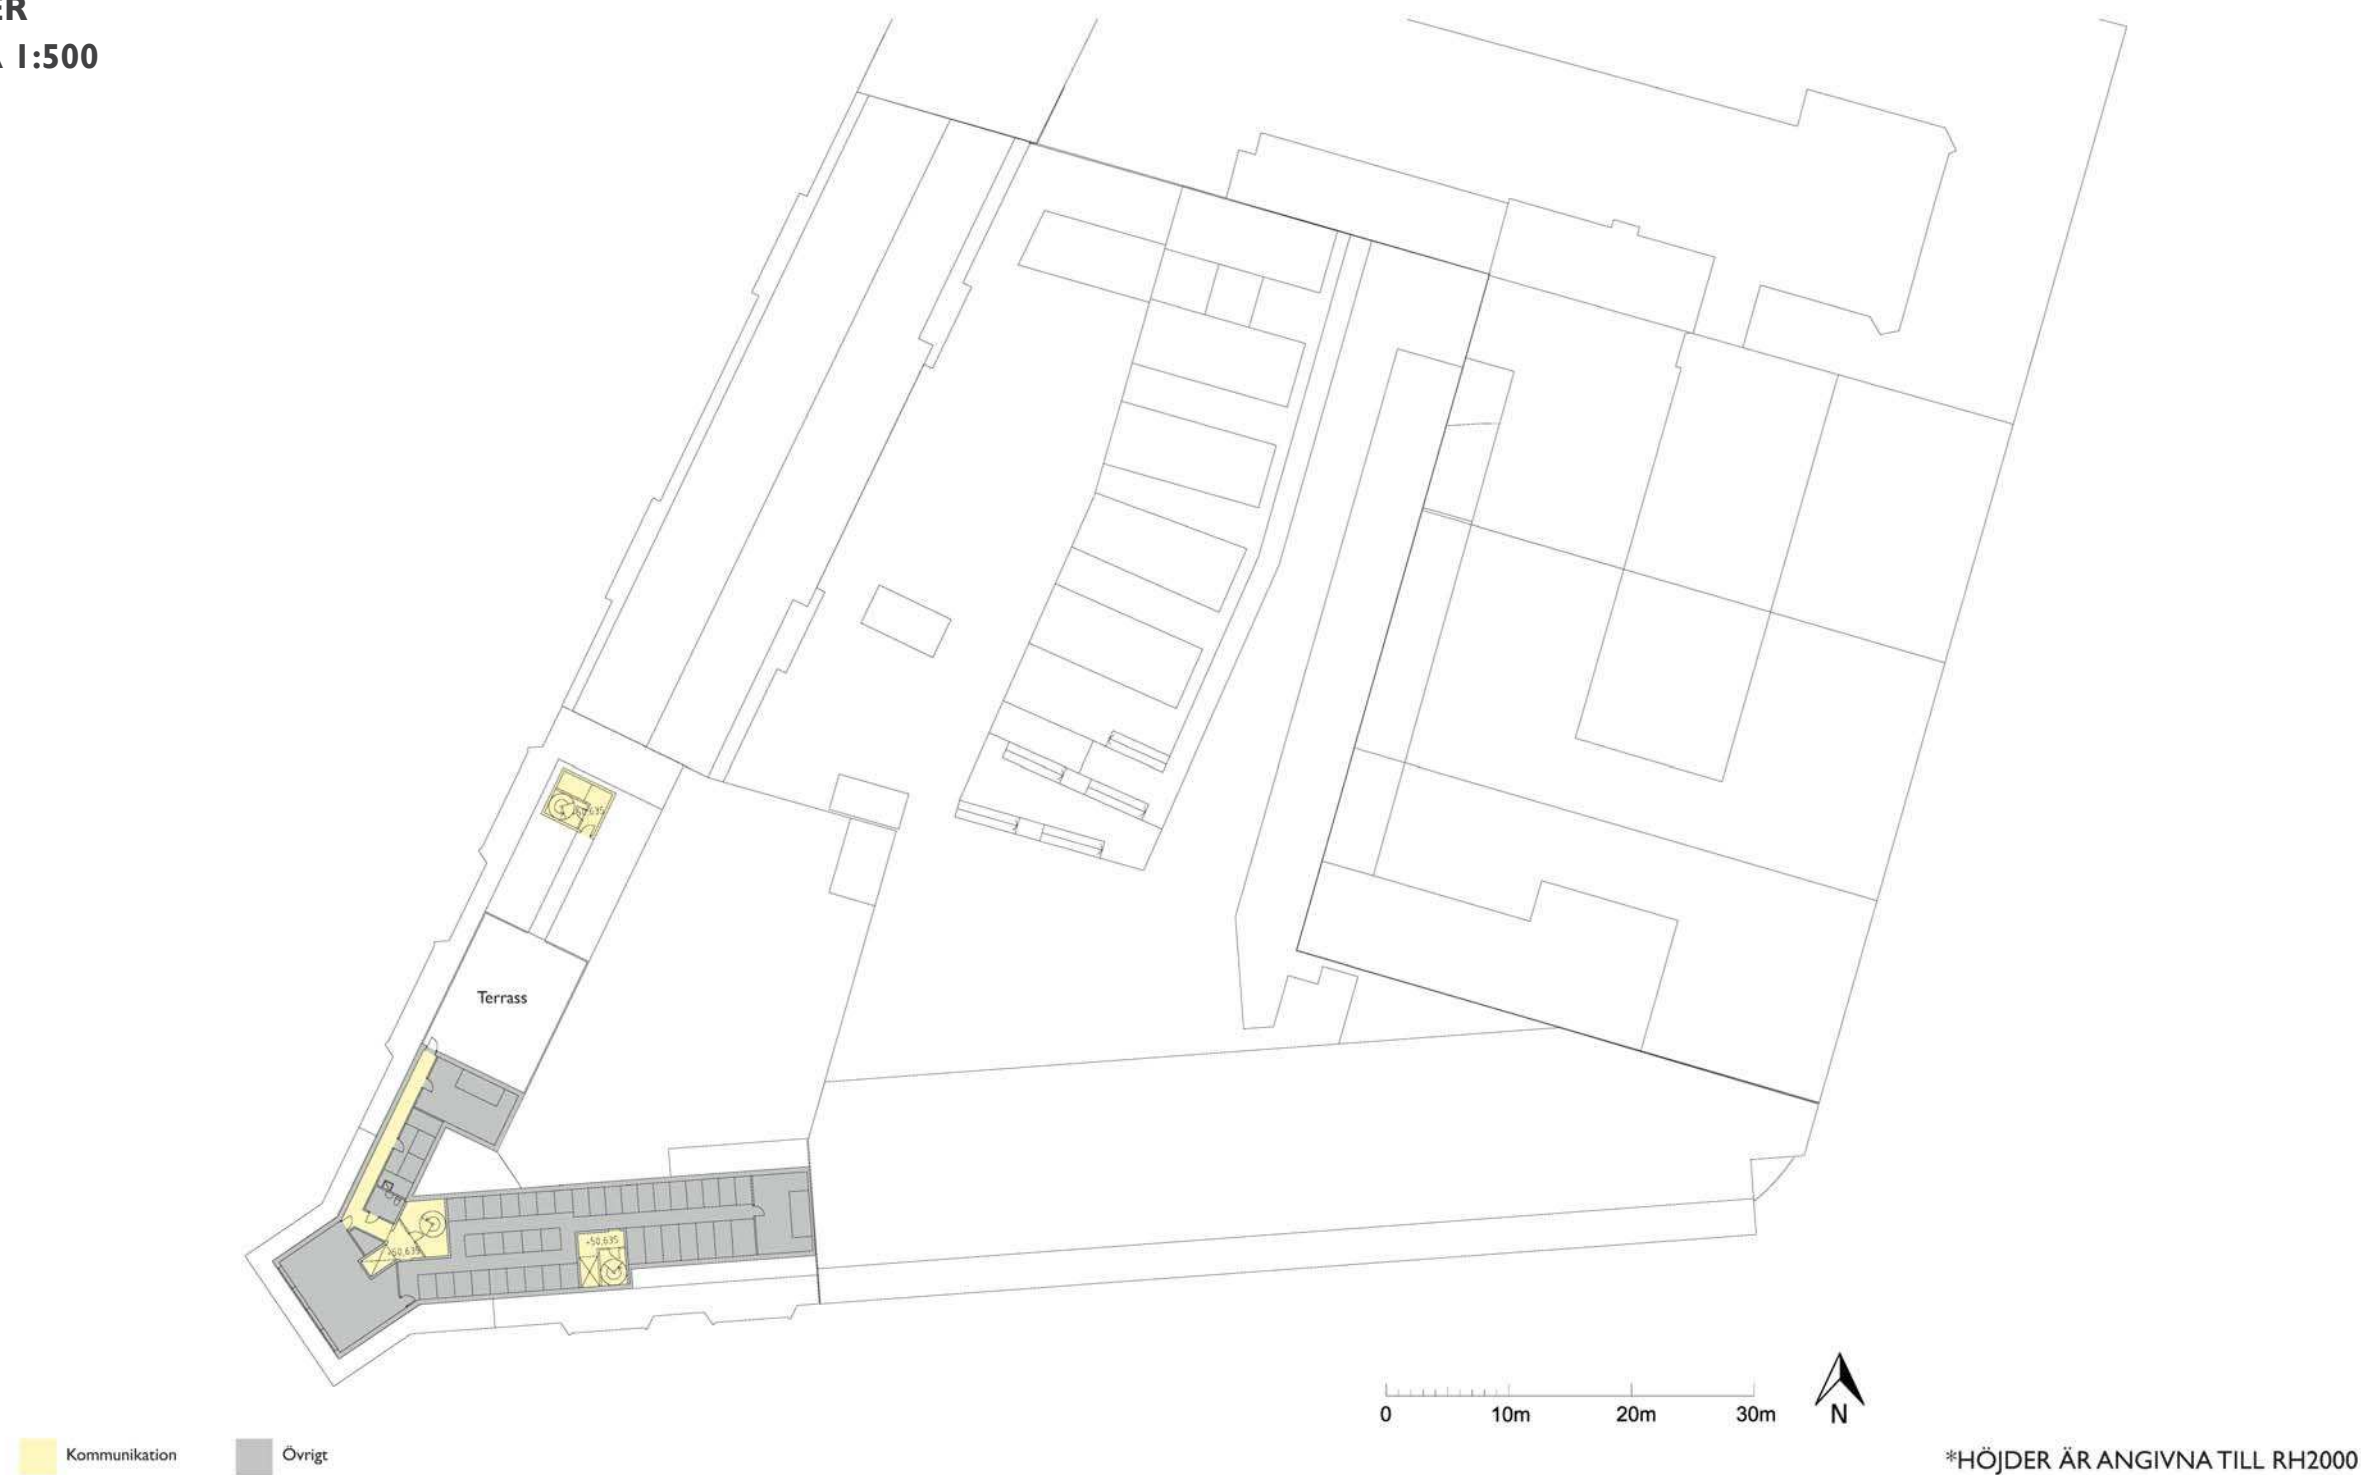 ER
A 1:500
+50,635
Terrass
+50,635
+50,635
0 10m 20m 30m
N
Kommunikation Övrigt
*HÖJDER ÄR ANGIVNA TILL RH2000